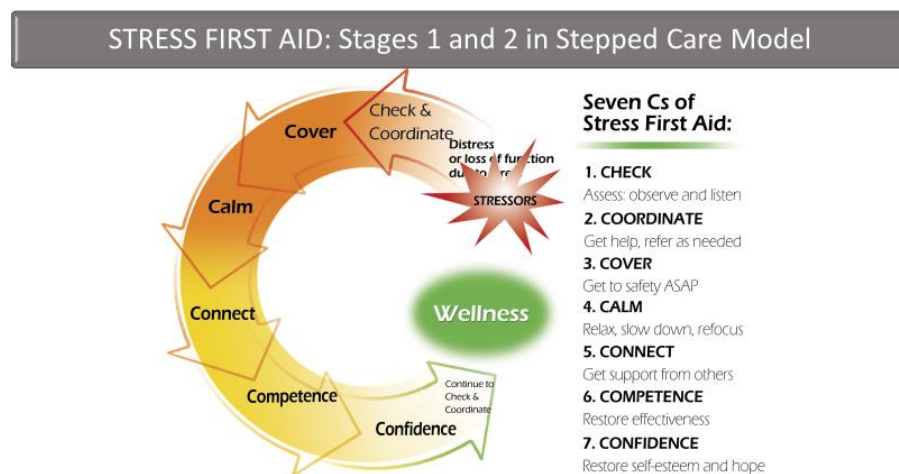 STRESS FIRST AID: Stages 1 and 2 in Stepped Care Model
Check &
Coordinate
Cover
Distress
or loss of function
due to
STRESSORS
Calm
Connect
Wellness
Competence
Continue to
Check &
Coordinate
Confidence
Seven Cs of
Stress First Aid:
1. CHECK
Assess: observe and listen
2. COORDINATE
Get help, refer as needed
3. COVER
Get to safety ASAP
4. CALM
Relax, slow down, refocus
5. CONNECT
Get support from others
6. COMPETENCE
Restore effectiveness
7. CONFIDENCE
Restore self-esteem and hope